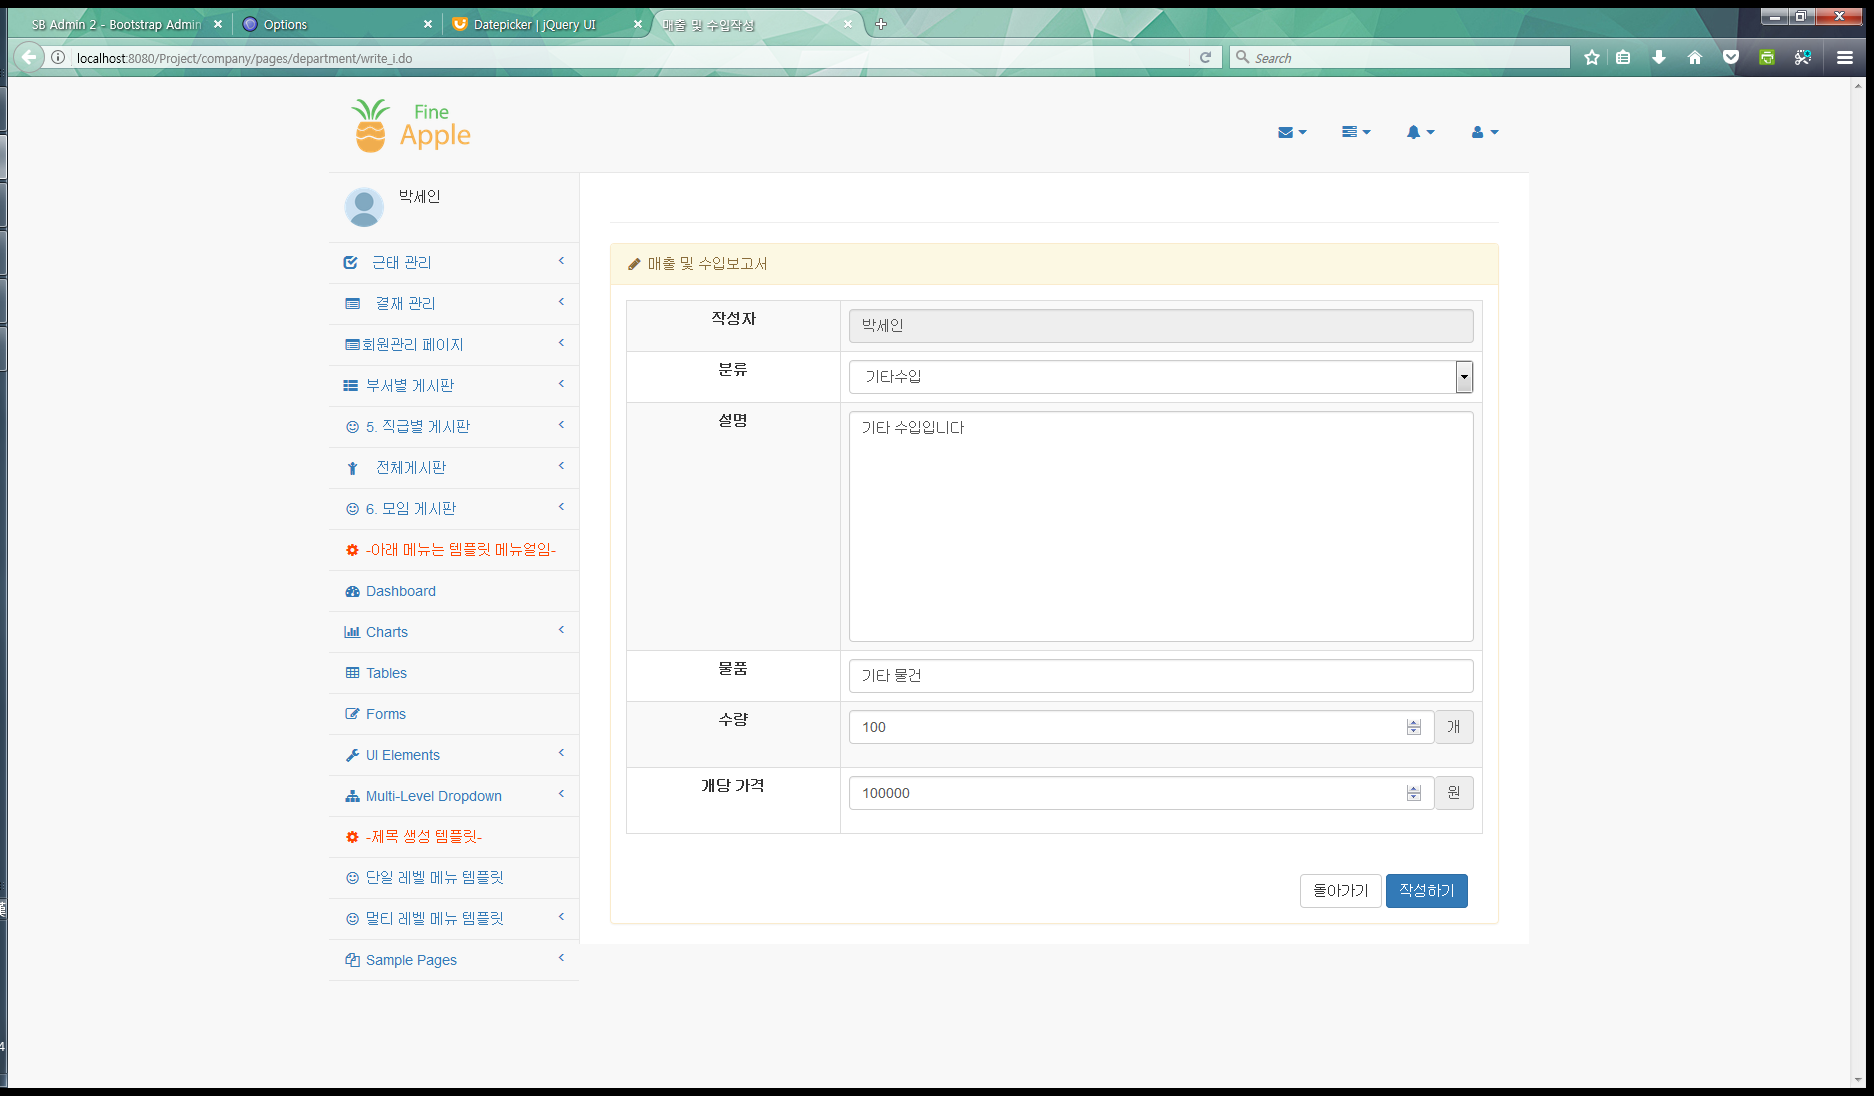 SB Admin 2 - Bootstrap Admin
Options
Datepicker | jQuery UI
매출 및 수입작성
localhost:8080/Project/company/pages/department/write_i.do
Search
Fine
Apple
박세인
근태 관리
결재 관리
회원관리 페이지
부서별 게시판
5. 직급별 게시판
전체게시판
6. 모임 게시판
-아래 메뉴는 템플릿 메뉴얼임-
Dashboard
Charts
Tables
Forms
UI Elements
Multi-Level Dropdown
-제목 생성 템플릿-
단일 레벨 메뉴 템플릿
멀티 레벨 메뉴 템플릿
Sample Pages
매출 및 수입보고서
작성자
박세인
분류
기타수입
설명
기타 수입입니다
물품
기타 물건
수량
100
개
개당 가격
100000
원
돌아가기
작성하기